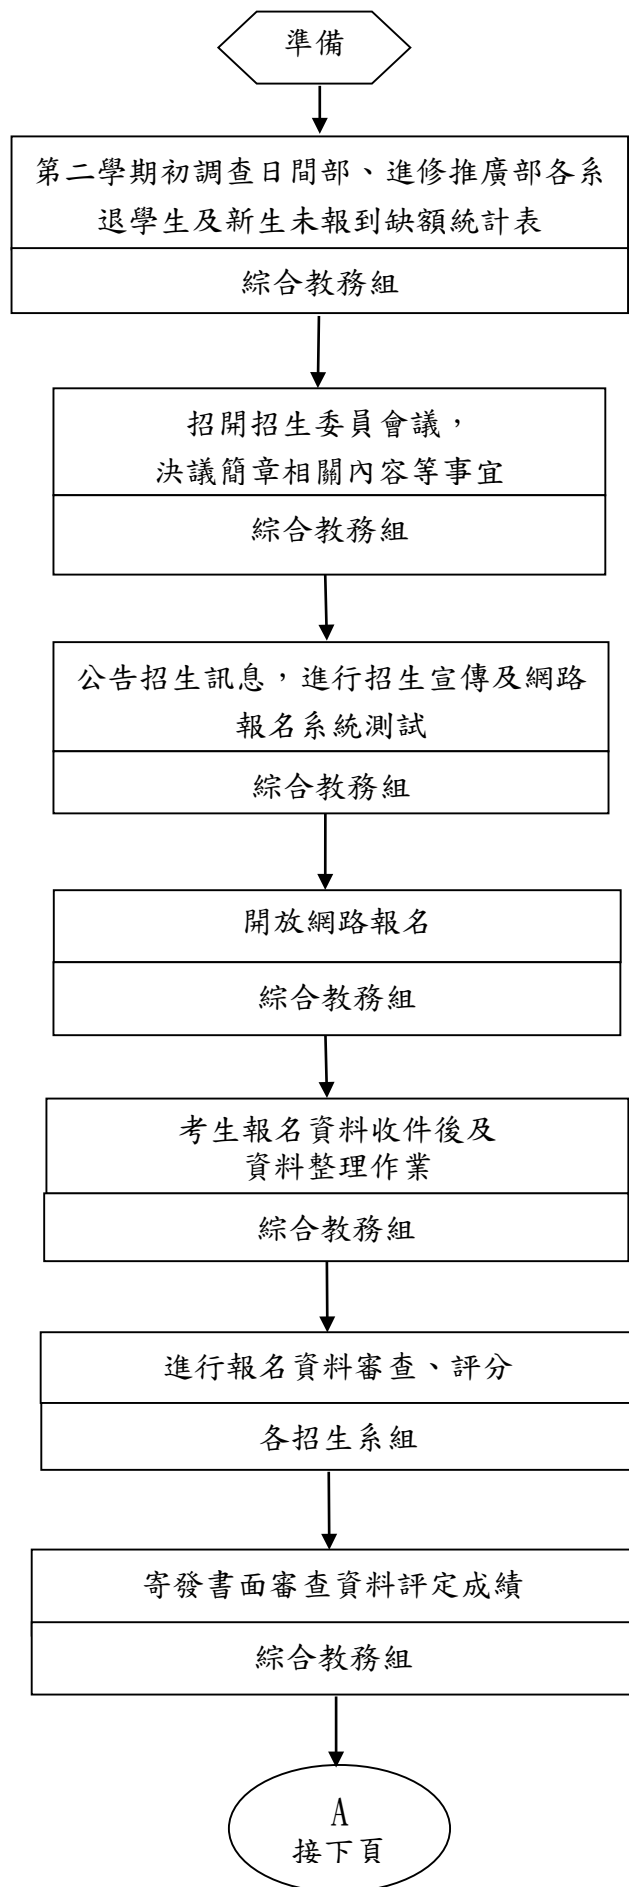 準備
第二學期初調查日間部、進修推廣部各系
退學生及新生未報到缺額統計表
綜合教務組
招開招生委員會議，
決議簡章相關內容等事宜
綜合教務組
公告招生訊息，進行招生宣傳及網路
報名系統測試
綜合教務組
開放網路報名
綜合教務組
考生報名資料收件後及
資料整理作業
綜合教務組
進行報名資料審查、評分
各招生系組
寄發書面審查資料評定成績
綜合教務組
A
接下頁